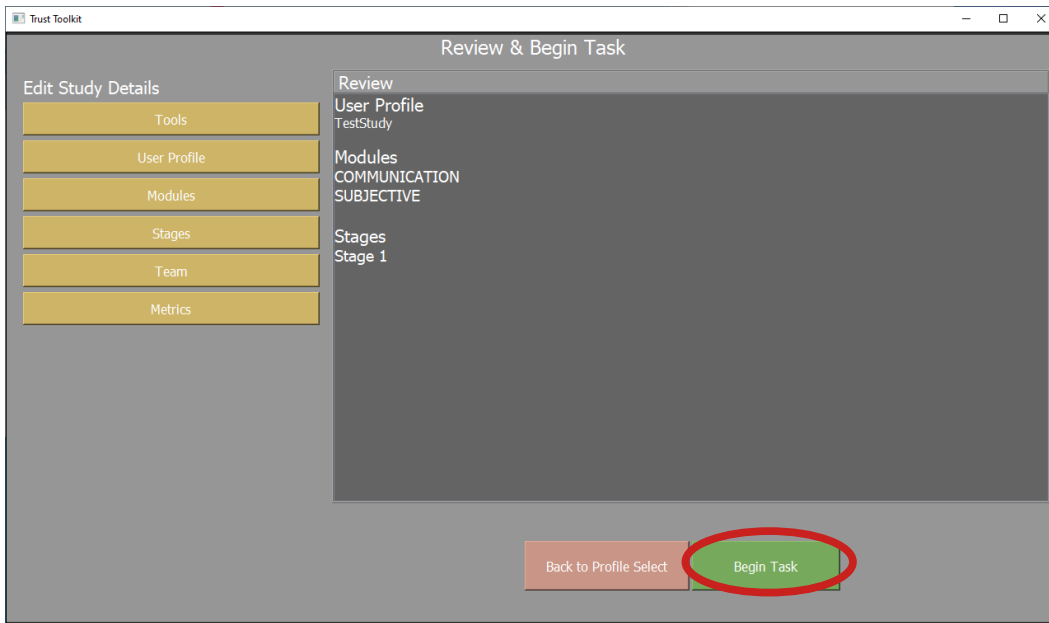 Trust Toolkit
Review & Begin Task
Edit Study Details
Tools
User Profile
Modules
Stages
Team
Metrics
Review
User Profile
TestStudy
Modules
COMMUNICATION
SUBJECTIVE
Stages
Stage 1
Back to Profile Select
Begin Task